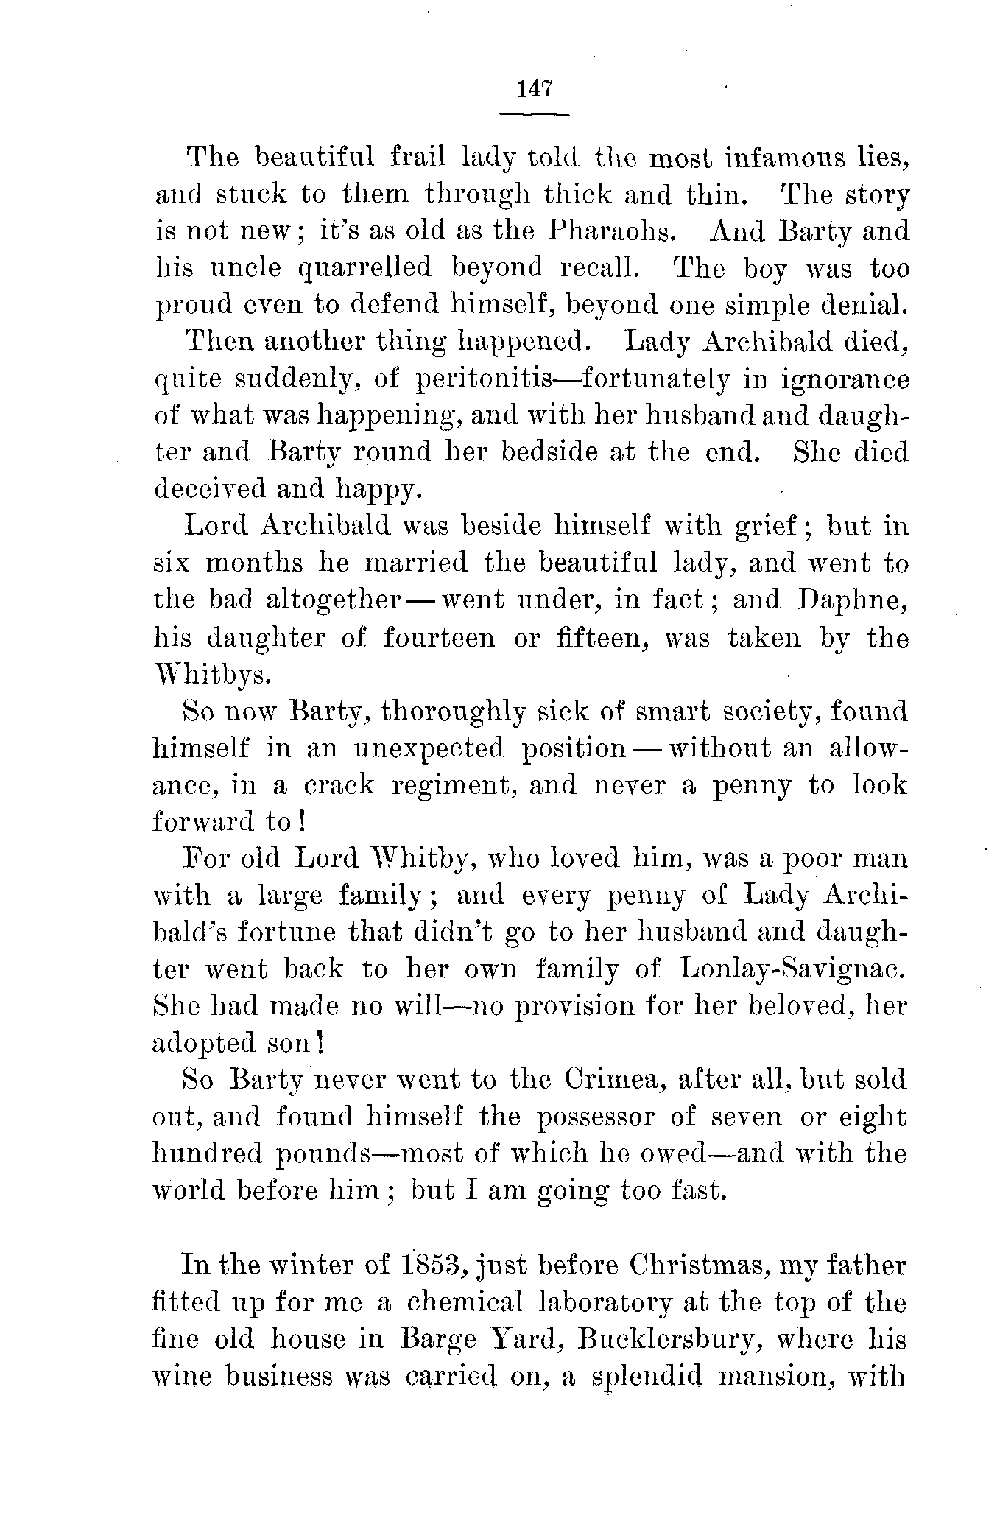 147
The beautiful frail lady told the most infamous lies,
and stuck to them through thick and thin. The story
is not new; it's as old as the Pharaohs. And Barty and
his uncle quarrelled beyond recall. The boy was too
proud even to defend himself, beyond one simple denial.
Then another thing happened. Lady Archibald died,
quite suddenly, of peritonitis—fortunately in ignorance
of what was happening, and with her husband and daugh-
ter and Barty round her bedside at the end. She died
deceived and happy.
Lord Archibald was beside himself with grief; but in
six months he married the beautiful lady, and went to
the bad altogether—went under, in fact; and Daphne,
his daughter of fourteen or fifteen, was taken by the
Whitbys.
So now Barty, thoroughly sick of smart society, found
himself in an unexpected position—without an allow-
ance, in a crack regiment, and never a penny to look
forward to!
For old Lord Whitby, who loved him, was a poor man
with a large family; and every penny of Lady Archi-
bald's fortune that didn't go to her husband and daugh-
ter went back to her own family of Lonlay-Savignac.
She had made no will—no provision for her beloved, her
adopted son!
So Barty never went to the Crimea, after all, but sold
out, and found himself the possessor of seven or eight
hundred pounds—most of which he owed—and with the
world before him; but I am going too fast.
In the winter of 1853, just before Christmas, my father
fitted up for me a chemical laboratory at the top of the
fine old house in Barge Yard, Bucklersbury, where his
wine business was carried on, a splendid mansion, with